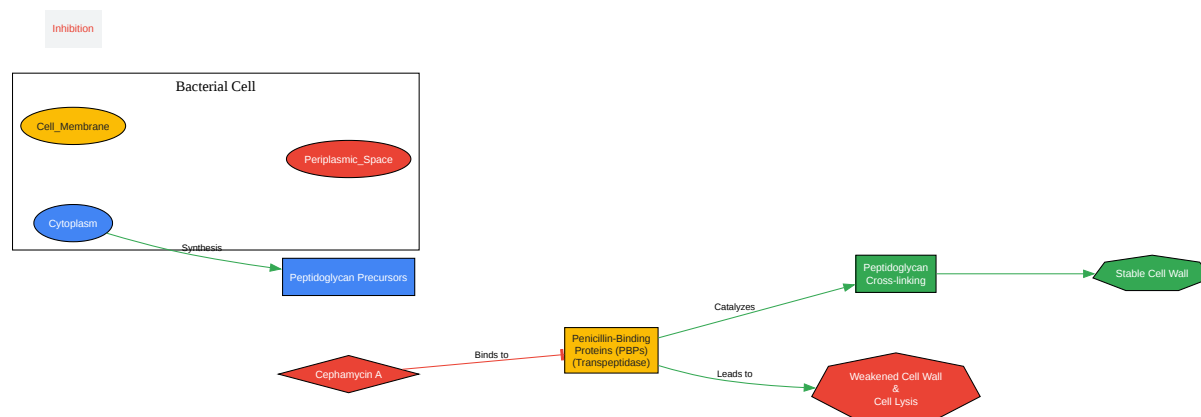 Inhibition
Bacterial Cell
Cell_Membrane
Periplasmic_Space
Cytoplasm
Synthesis
Peptidoglycan Precursors
Peptidoglycan
Cross-linking
Stable Cell Wall
Catalyzes
Penicillin-Binding
Proteins (PBPs)
(Transpeptidase)
Binds to
Cephamycin A
Leads to
Weakened Cell Wall
&
Cell Lysis